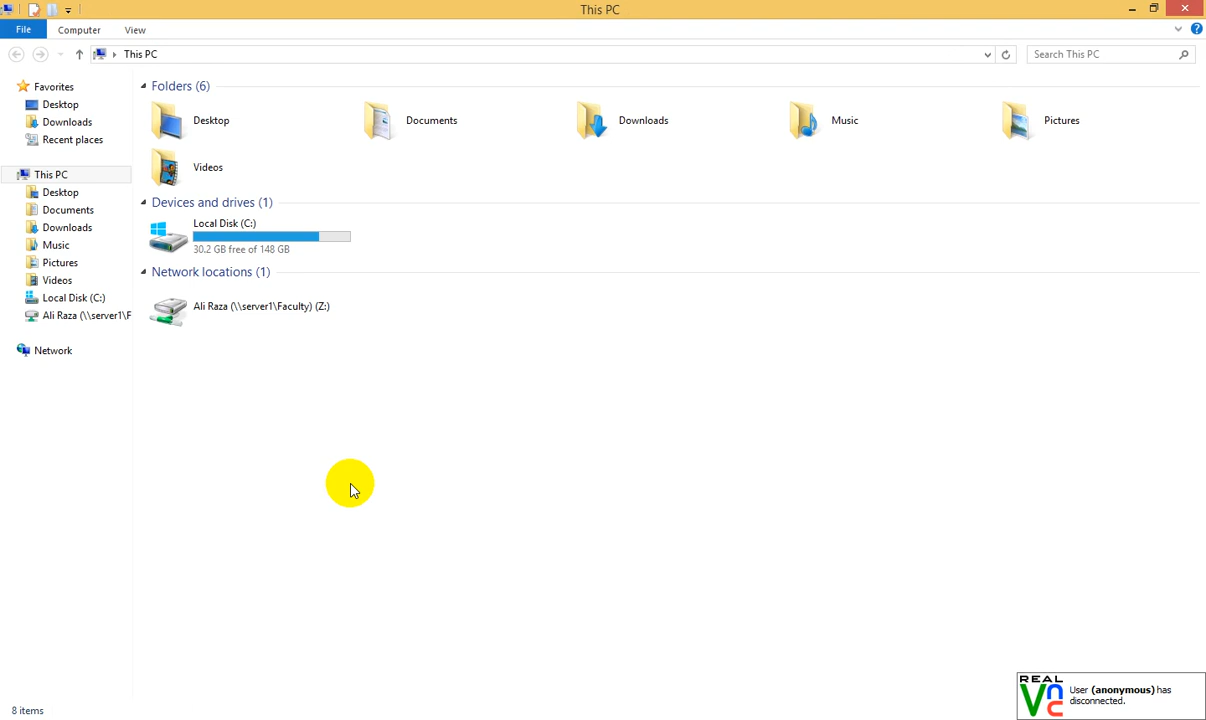 This PC
File
Computer
View
This PC
Search This PC
Favorites
Desktop
Downloads
Recent places
This PC
Desktop
Documents
Downloads
Music
Pictures
Videos
Local Disk (C:)
Ali Raza (\\server1\F
Network
Folders (6)
Desktop
Documents
Downloads
Music
Pictures
Videos
Devices and drives (1)
Local Disk (C:)
30.2 GB free of 148 GB
Network locations (1)
Ali Raza (\\server1\Faculty) (Z:)
8 items
REAL
VNC
User (anonymous) has
disconnected.